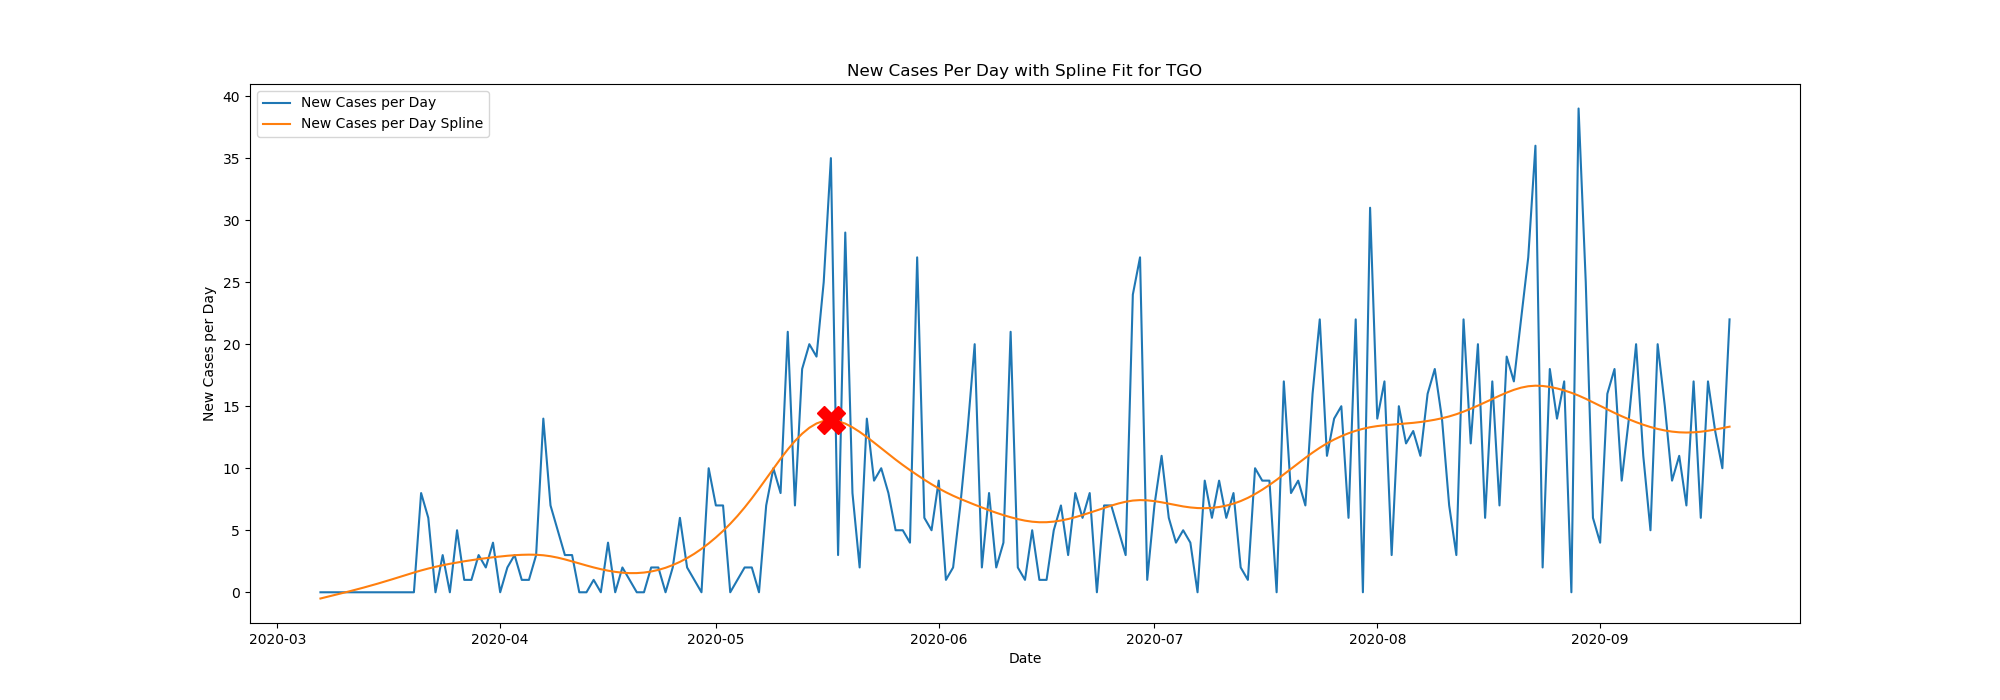 New Cases Per Day with Spline Fit for TGO
New Cases per Day
New Cases per Day Spline
40
35
30
25
20
15
10
5
0
New Cases per Day
2020-03 2020-04 2020-05 2020-06 2020-07 2020-08 2020-09
Date